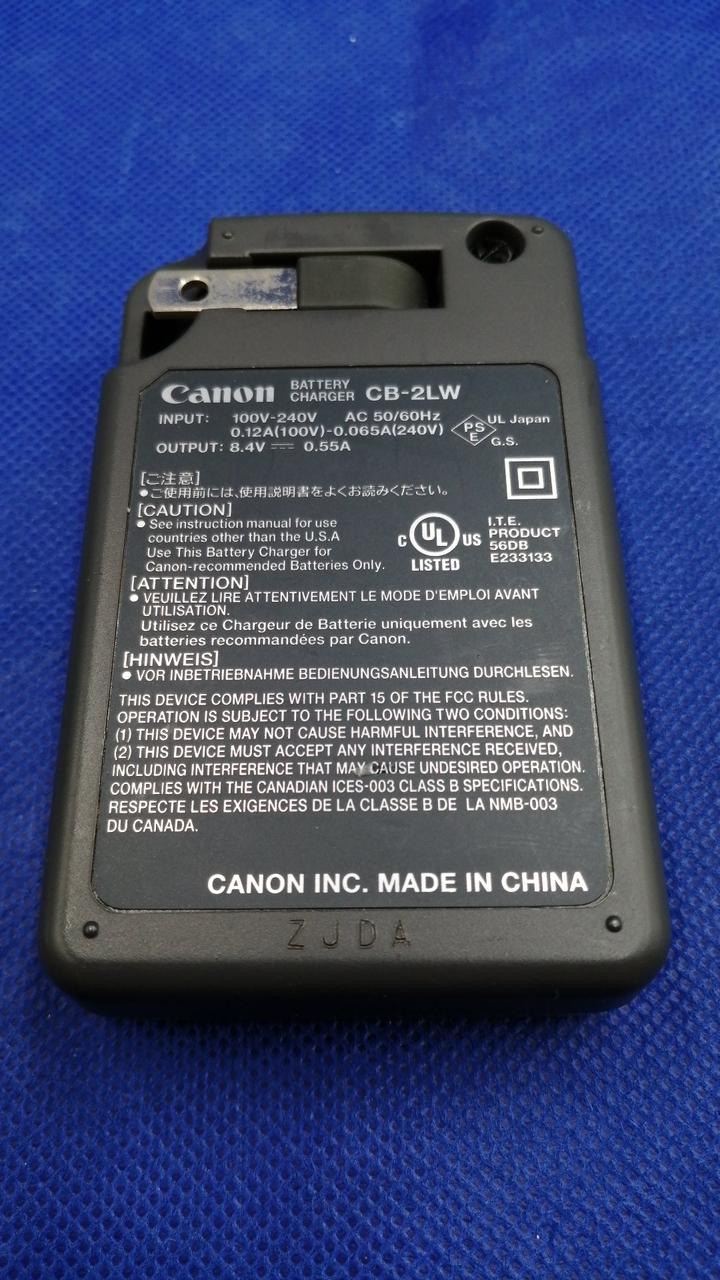 Canon BATTERY CHARGER CB-2LW
INPUT: 100V-240V AC 50/60Hz
0.12A(100V)-0.065A(240V)
OUTPUT: 8.4V ⎓ 0.55A
PS E
UL Japan
G.S.
[ご注意]
●ご使用前には、使用説明書をよくお読みください。
[CAUTION]
● See instruction manual for use
countries other than the U.S.A
Use This Battery Charger for
Canon-recommended Batteries Only.
C UL US
LISTED
I.T.E.
PRODUCT
56DB
E233133
[ATTENTION]
● VEUILLEZ LIRE ATTENTIVEMENT LE MODE D'EMPLOI AVANT
UTILISATION.
Utilisez ce Chargeur de Batterie uniquement avec les
batteries recommandées par Canon.
[HINWEIS]
● VOR INBETRIEBNAHME BEDIENUNGSANLEITUNG DURCHLESEN.
THIS DEVICE COMPLIES WITH PART 15 OF THE FCC RULES.
OPERATION IS SUBJECT TO THE FOLLOWING TWO CONDITIONS:
(1) THIS DEVICE MAY NOT CAUSE HARMFUL INTERFERENCE, AND
(2) THIS DEVICE MUST ACCEPT ANY INTERFERENCE RECEIVED,
INCLUDING INTERFERENCE THAT MAY CAUSE UNDESIRED OPERATION.
COMPLIES WITH THE CANADIAN ICES-003 CLASS B SPECIFICATIONS.
RESPECTE LES EXIGENCES DE LA CLASSE B DE LA NMB-003
DU CANADA.
CANON INC. MADE IN CHINA
ZJDA